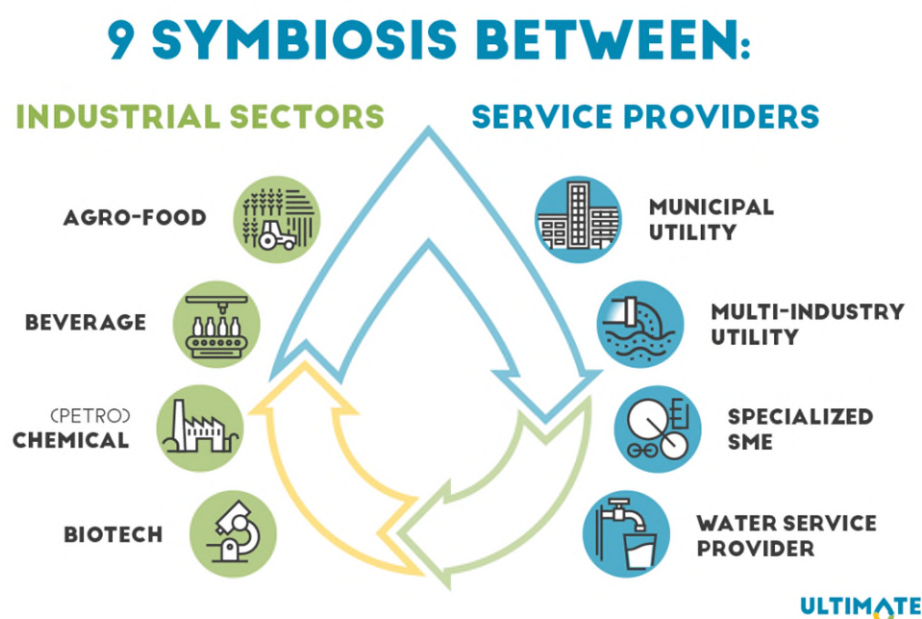 9 SYMBIOSIS BETWEEN:
INDUSTRIAL SECTORS
AGRO-FOOD
BEVERAGE
(PETRO)
CHEMICAL
BIOTECH
SERVICE PROVIDERS
MUNICIPAL
UTILITY
MULTI-INDUSTRY
UTILITY
SPECIALIZED
SME
WATER SERVICE
PROVIDER
ULTIMATE